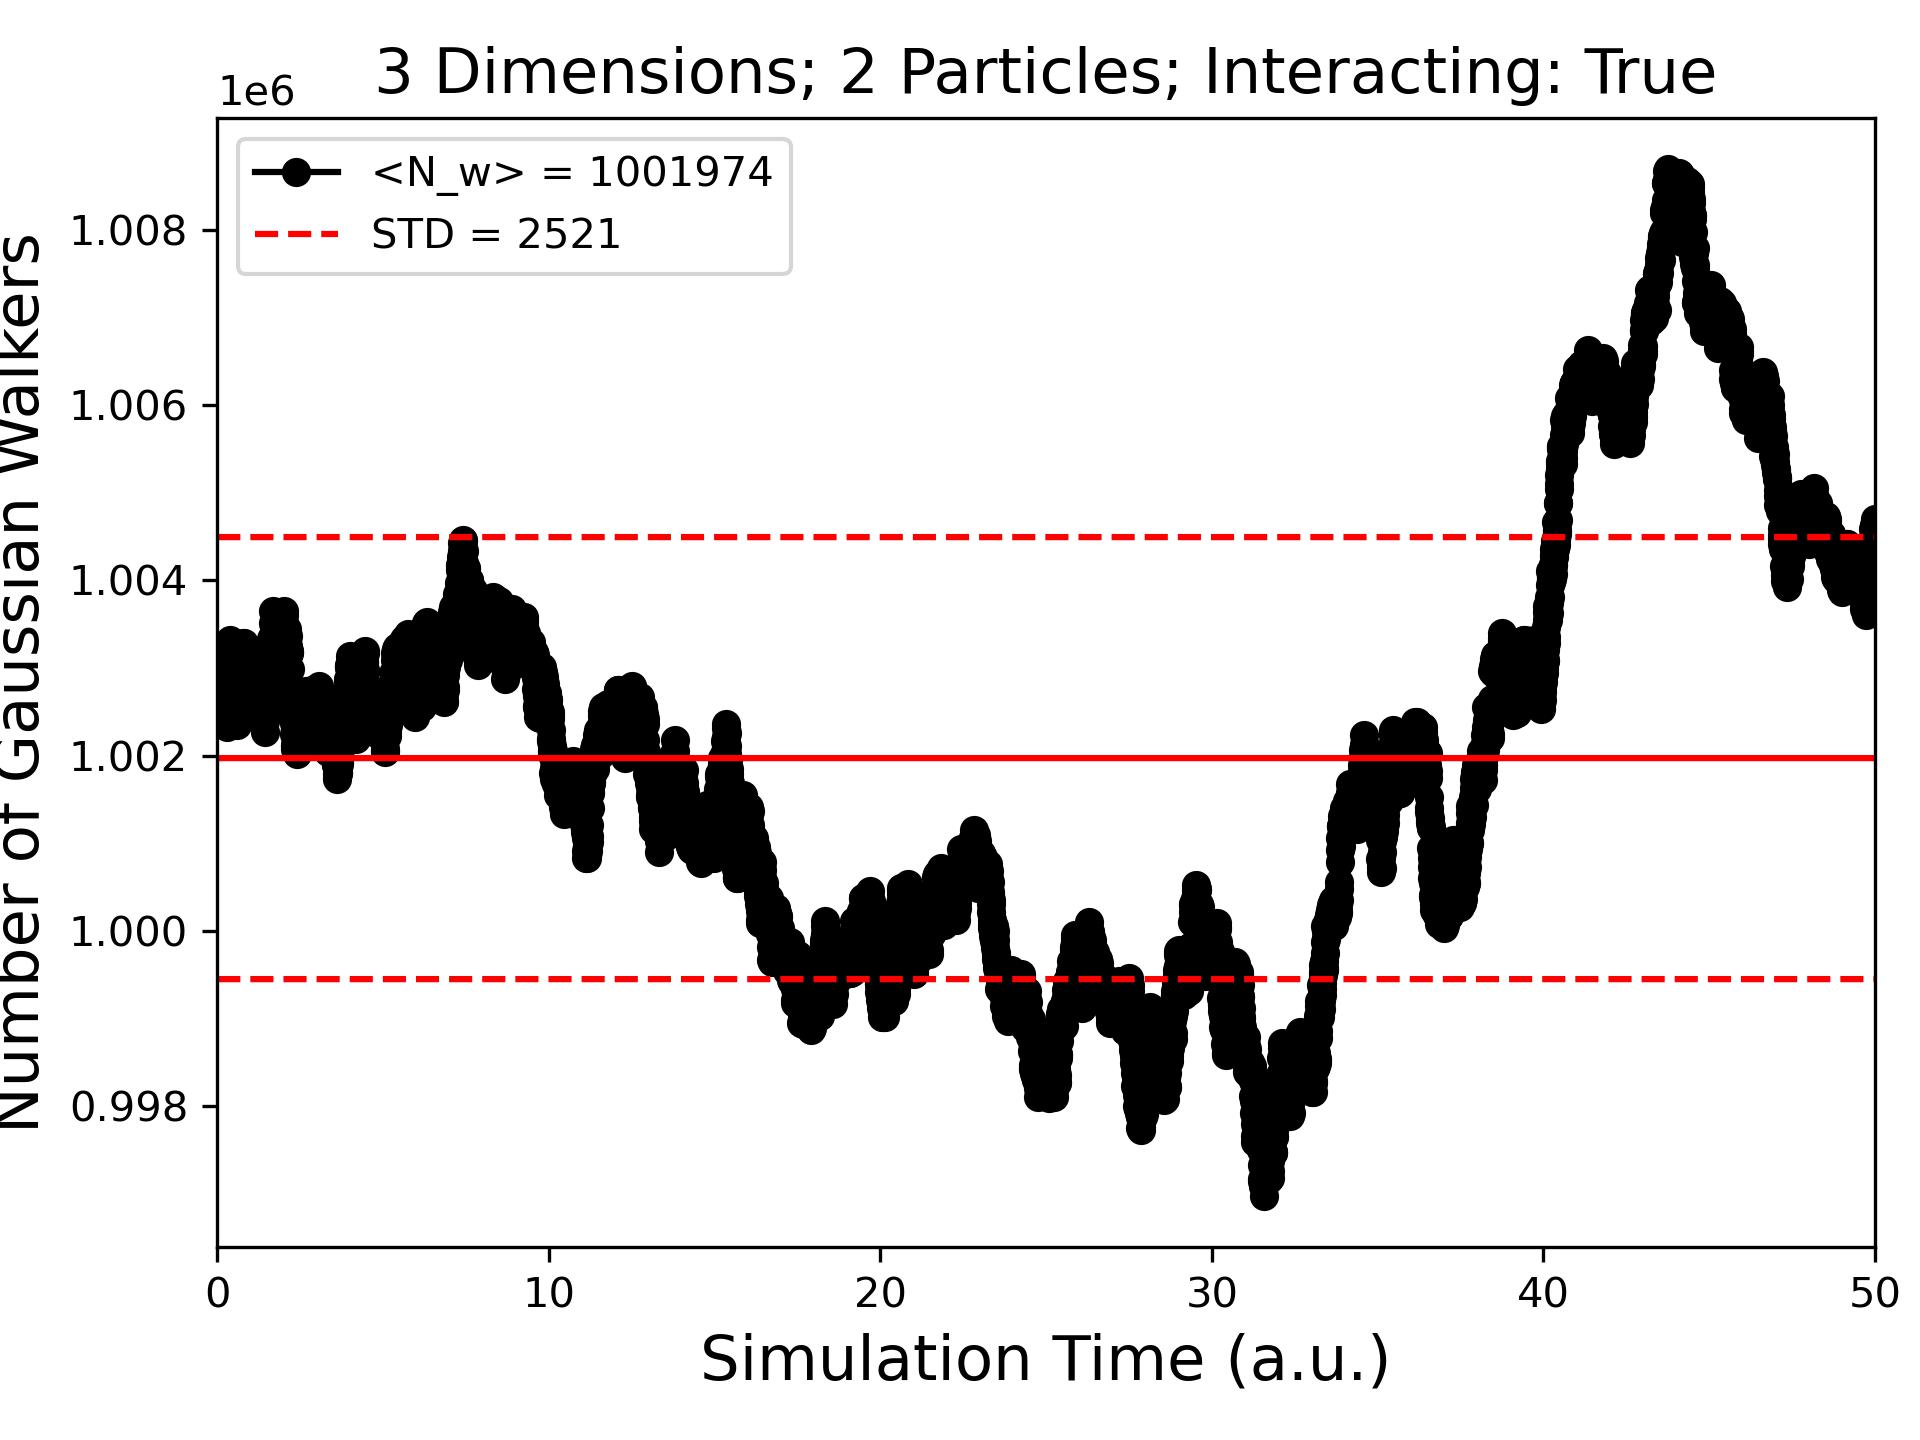 3 Dimensions; 2 Particles; Interacting: True
1e6
<N_w> = 1001974
STD = 2521
Number of Gaussian Walkers
1.008
1.006
1.004
1.002
1.000
0.998
0
10
20
30
40
50
Simulation Time (a.u.)